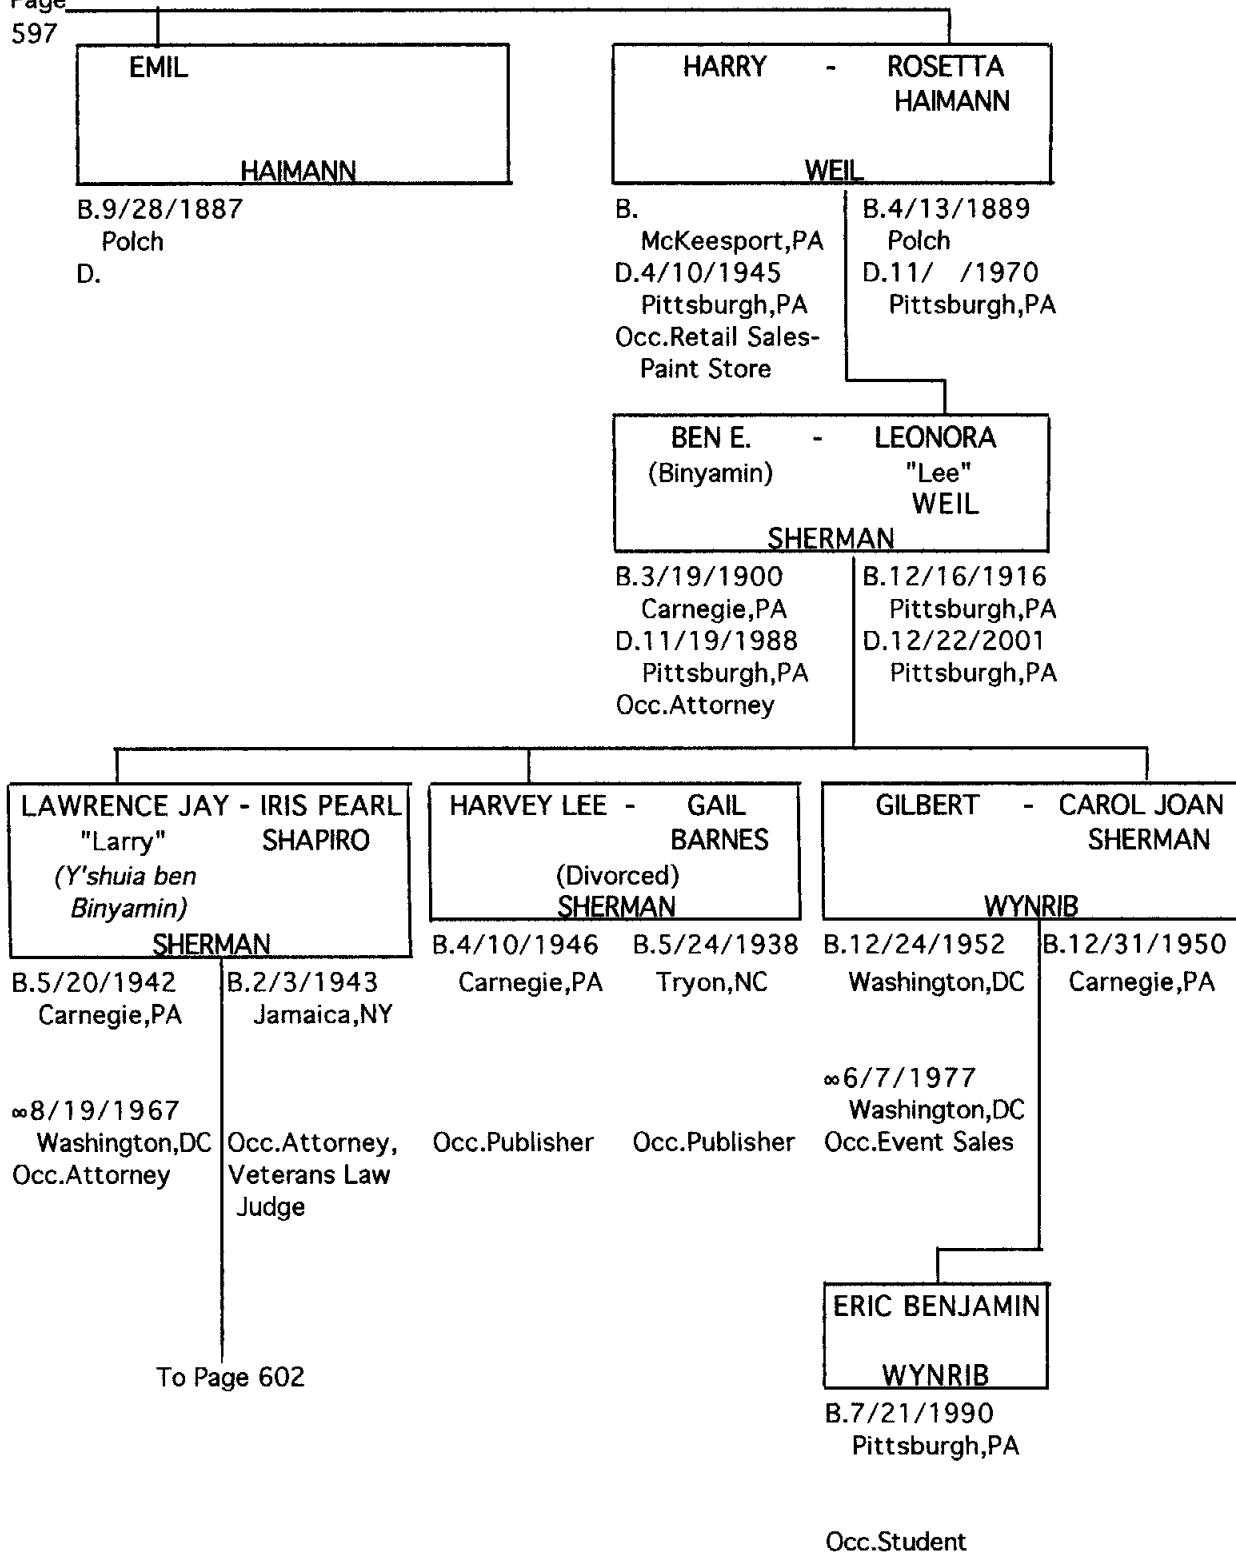 Page
597
EMIL
HAIMANN
B.9/28/1887
Polch
D.
HARRY - ROSETTA
HAIMANN
WEIL
B.
McKeesport,PA
D.4/10/1945
Pittsburgh,PA
Occ.Retail Sales-
Paint Store
B.4/13/1889
Polch
D.11/ /1970
Pittsburgh,PA
BEN E. - LEONORA
(Binyamin) "Lee"
WEIL
SHERMAN
B.3/19/1900
Carnegie,PA
D.11/19/1988
Pittsburgh,PA
Occ.Attorney
B.12/16/1916
Pittsburgh,PA
D.12/22/2001
Pittsburgh,PA
LAWRENCE JAY - IRIS PEARL
"Larry" SHAPIRO
(Y'shuia ben
Binyamin)
SHERMAN
B.5/20/1942
Carnegie,PA
∞8/19/1967
Washington,DC
Occ.Attorney
B.2/3/1943
Jamaica,NY
Occ.Attorney,
Veterans Law
Judge
To Page 602
HARVEY LEE - GAIL
BARNES
(Divorced)
SHERMAN
B.4/10/1946
Carnegie,PA
Occ.Publisher
B.5/24/1938
Tryon,NC
Occ.Publisher
GILBERT - CAROL JOAN
SHERMAN
WYNRIB
B.12/24/1952
Washington,DC
∞6/7/1977
Washington,DC
Occ.Event Sales
B.12/31/1950
Carnegie,PA
ERIC BENJAMIN
WYNRIB
B.7/21/1990
Pittsburgh,PA
Occ.Student